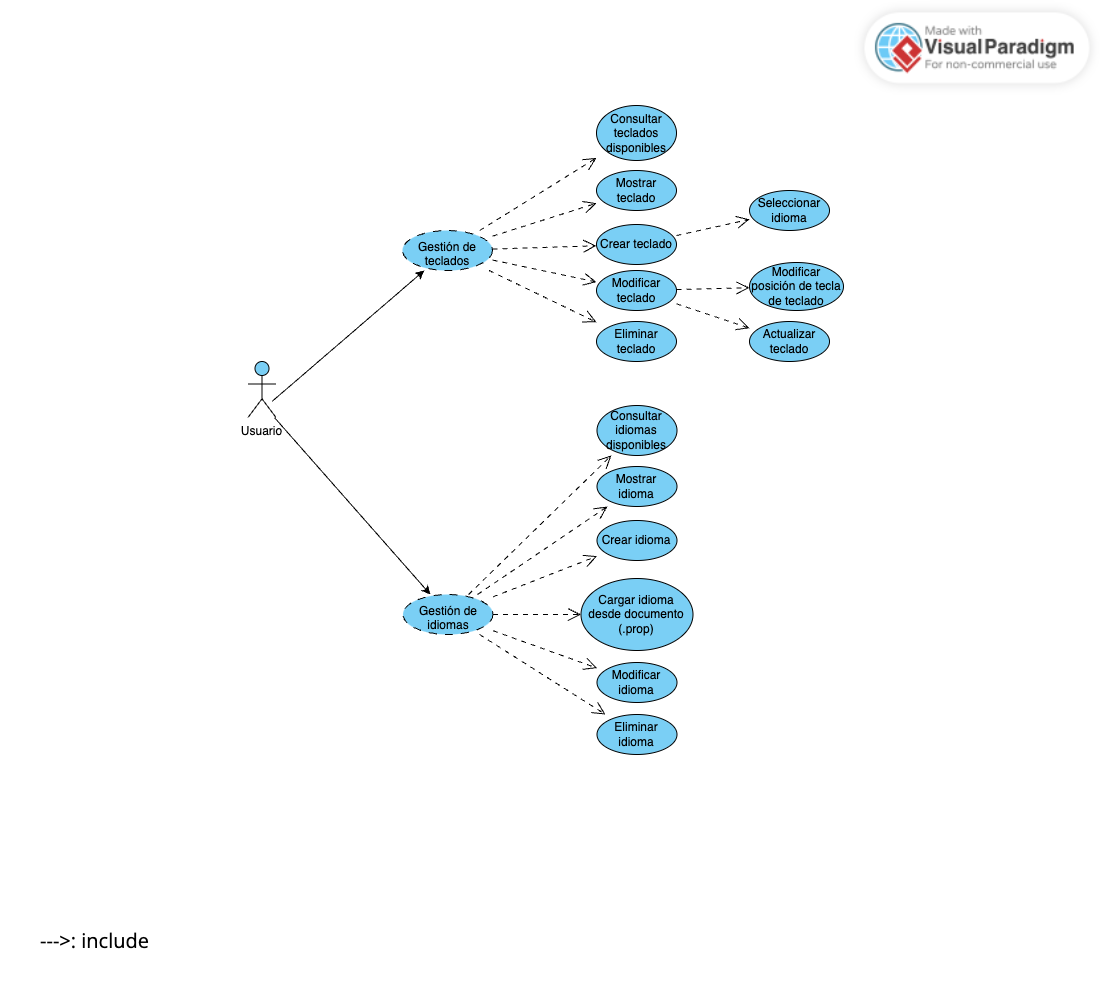 Made with
Visual Paradigm
For non-commercial use
Consultar
teclados
disponibles
Mostrar
teclado
Seleccionar
idioma
Gestión de
teclados
Crear teclado
Modificar
teclado
Modificar
posición de tecla
de teclado
Eliminar
teclado
Actualizar
teclado
Usuario
Consultar
idiomas
disponibles
Mostrar
idioma
Crear idioma
Gestión de
idiomas
Cargar idioma
desde documento
(.prop)
Modificar
idioma
Eliminar
idioma
--->: include